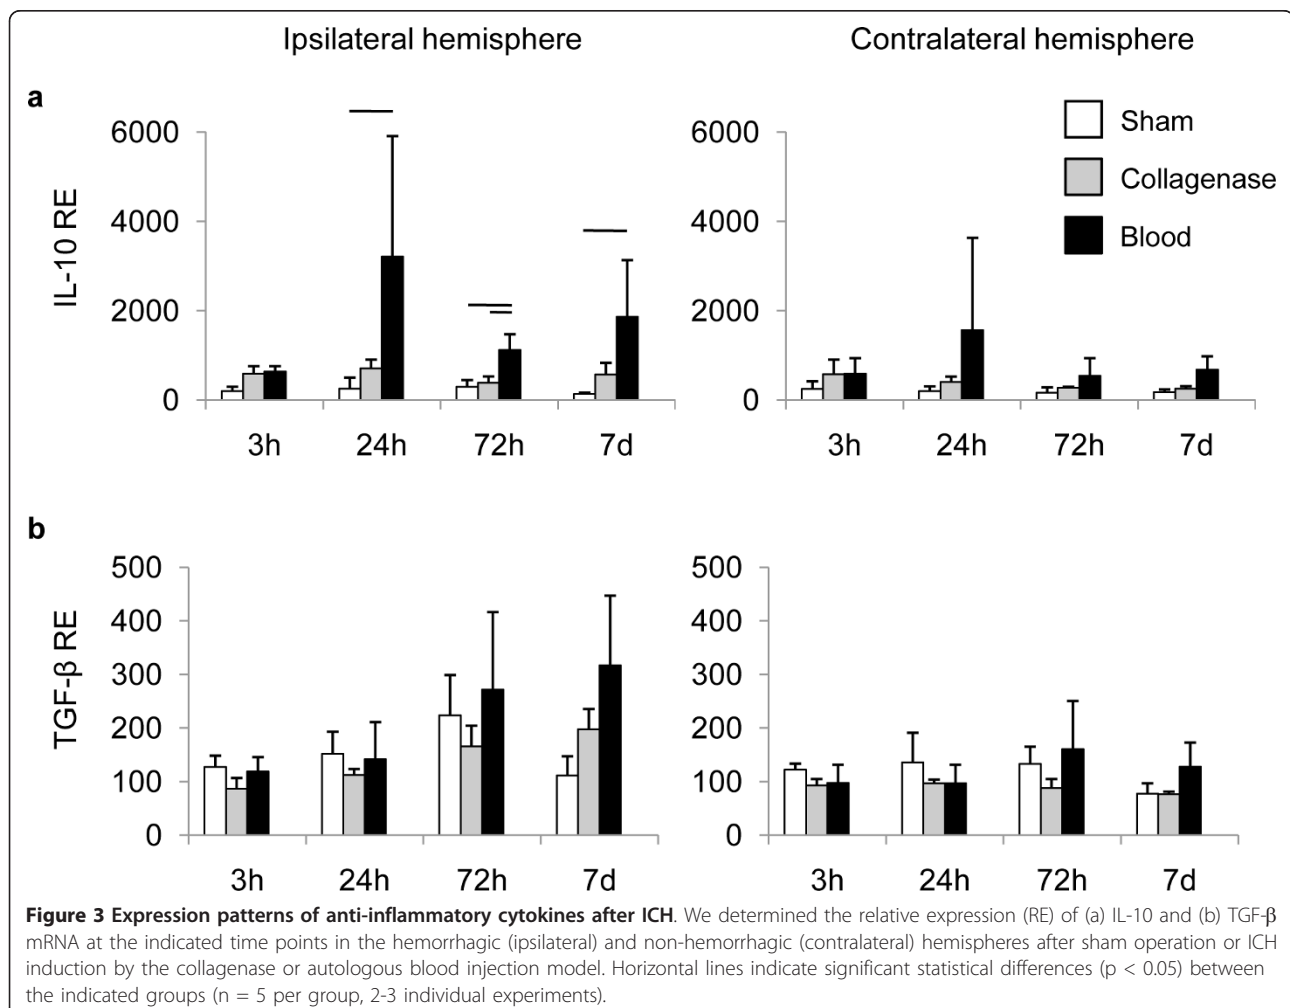 Ipsilateral hemisphere
Contralateral hemisphere
a
IL-10 RE
6000
4000
2000
0
3h 24h 72h 7d
6000
4000
2000
0
3h 24h 72h 7d
Sham
Collagenase
Blood
b
TGF-β RE
500
400
300
200
100
0
3h 24h 72h 7d
500
400
300
200
100
0
3h 24h 72h 7d
Figure 3 Expression patterns of anti-inflammatory cytokines after ICH. We determined the relative expression (RE) of (a) IL-10 and (b) TGF-β
mRNA at the indicated time points in the hemorrhagic (ipsilateral) and non-hemorrhagic (contralateral) hemispheres after sham operation or ICH
induction by the collagenase or autologous blood injection model. Horizontal lines indicate significant statistical differences (p < 0.05) between
the indicated groups (n = 5 per group, 2-3 individual experiments).